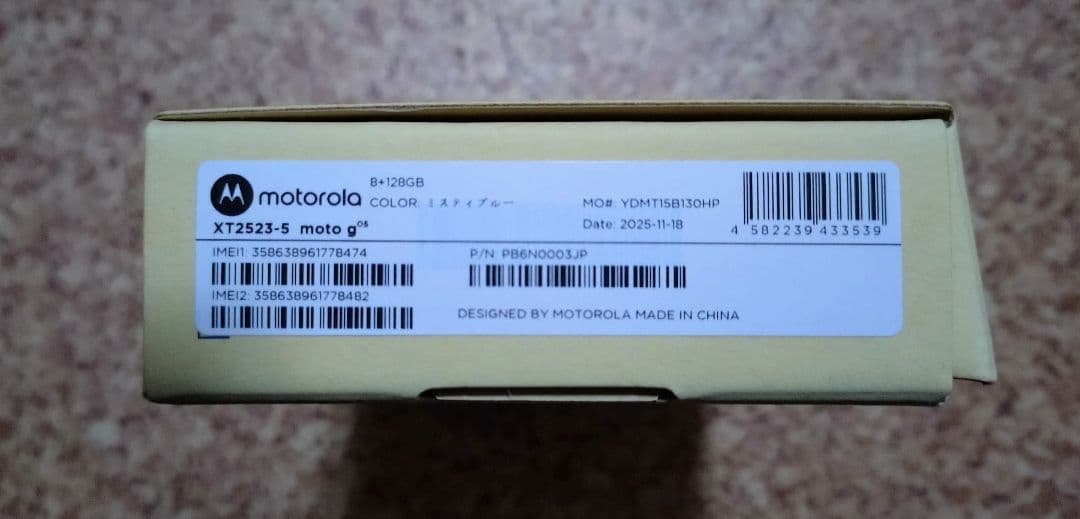 motorola
8+128GB
COLOR: ミスティブルー
XT2523-5 moto g⁰⁵
MO#: YDMT15B130HP
Date: 2025-11-18
4 582239 433539
IMEI1: 358638961778474
IMEI2: 358638961778482
P/N: PB6N0003JP
DESIGNED BY MOTOROLA MADE IN CHINA